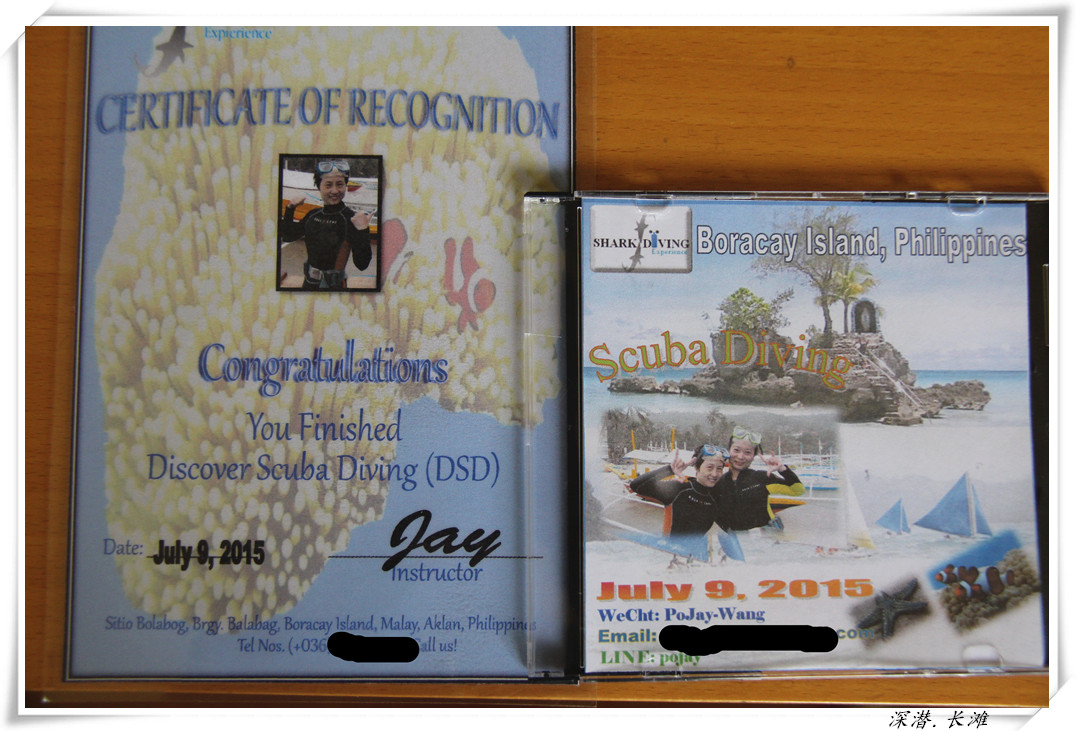 Expierience
CERTIFICATE OF RECOGNITION
Congratulations
You Finished
Discover Scuba Diving (DSD)
Date: July 9, 2015
Jay
Instructor
Sitio Bolabog, Brgy. Balabag, Boracay Island, Malay, Aklan, Philippines
Tel Nos. (+036 all us!
SHARK DIVING
Experience
Boracay Island, Philippines
Scuba Diving
July 9, 2015
WeCht: PoJay-Wang
Email: com
LINE: pojay
深潜.长滩